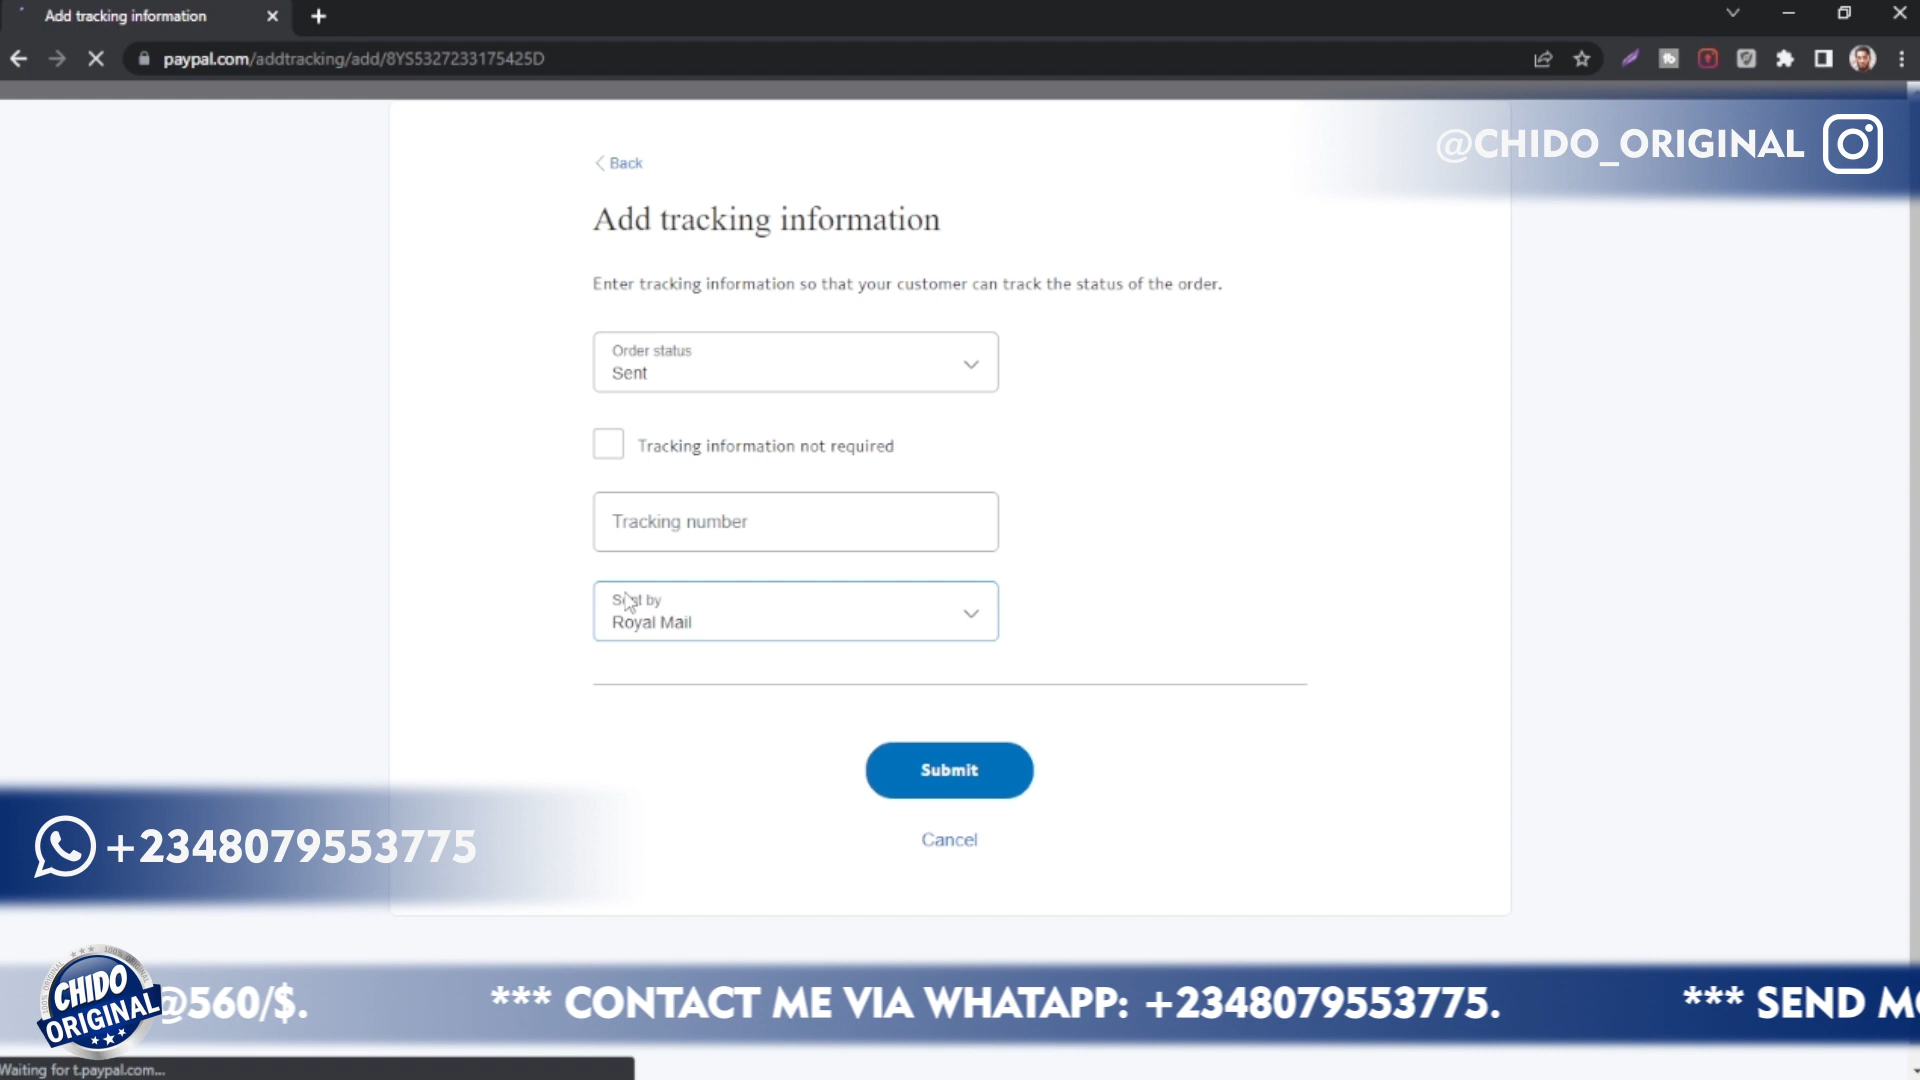 Add tracking information
paypal.com/addtracking/add/8YS5327233175425D
@CHIDO_ORIGINAL
Back
Add tracking information
Enter tracking information so that your customer can track the status of the order.
Order status
Sent
Tracking information not required
Tracking number
Sent by
Royal Mail
Submit
Cancel
+2348079553775
CHIDO
ORIGINAL
@560/$.
*** CONTACT ME VIA WHATAPP: +2348079553775.
*** SEND
Waiting for t.paypal.com...